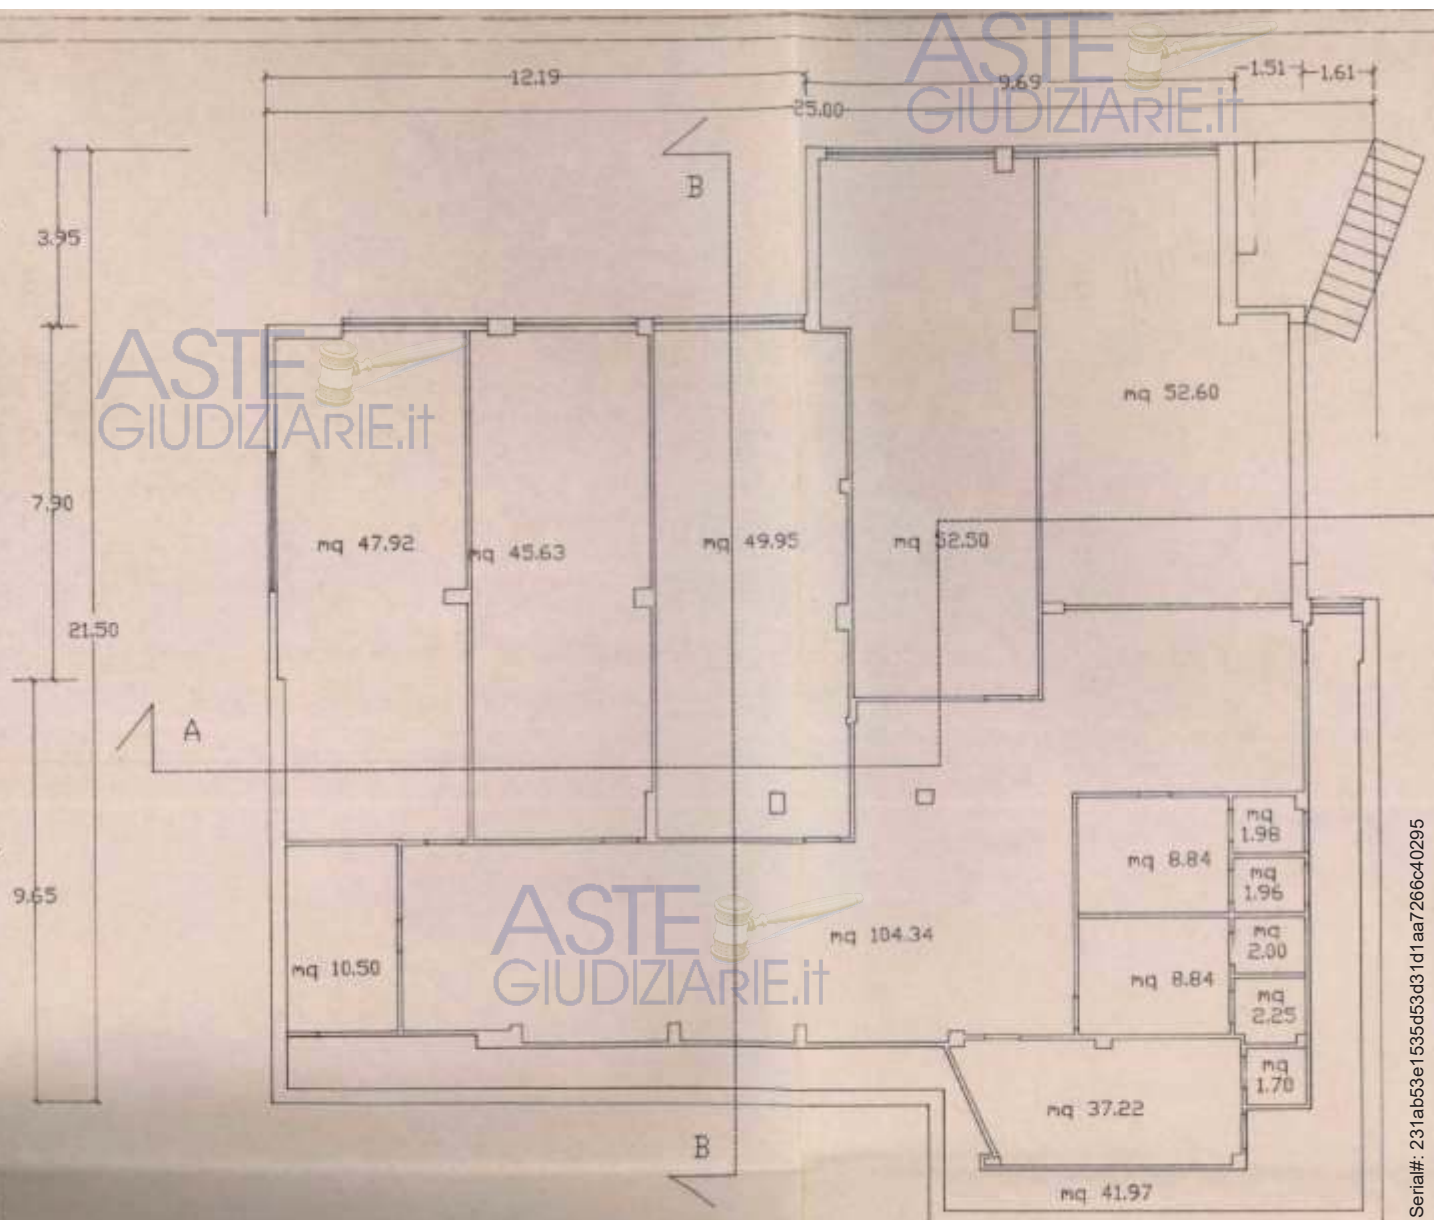 12.19
9.69
1.51
1.61
25.00
ASTE
GIUDIZIARIE.it
B
3.95
ASTE
GIUDIZIARIE.it
mq 52.60
7.90
mq 47.92
mq 45.63
mq 49.95
mq 52.50
21.50
A
mq
1.98
mq 8.84
mq
1.96
9.65
ASTE
GIUDIZIARIE.it
mq 104.34
mq
2.00
mq 10.50
mq 8.84
mq
2.25
mq
1.70
mq 37.22
B
mq 41.97
Serial#: 231ab53e1535d53d31d1aa7266c40295